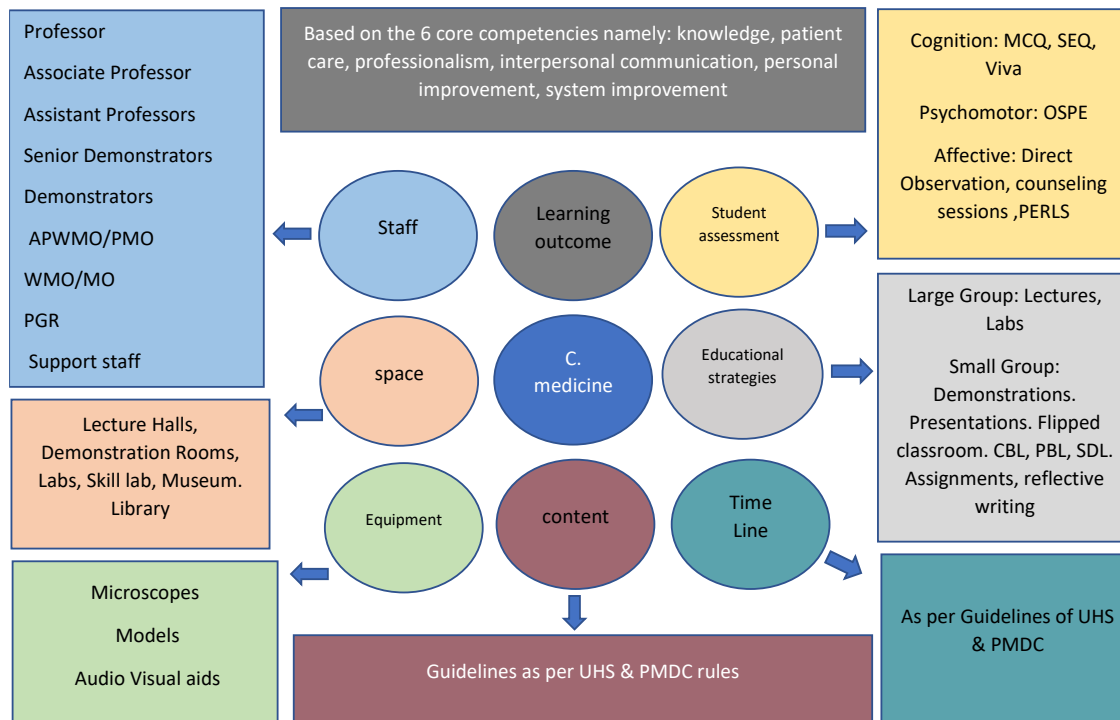 Professor
Associate Professor
Assistant Professors
Senior Demonstrators
Demonstrators
APWMO/PMO
WMO/MO
PGR
Support staff
Based on the 6 core competencies namely: knowledge, patient
care, professionalism, interpersonal communication, personal
improvement, system improvement
Cognition: MCQ, SEQ,
Viva
Psychomotor: OSPE
Affective: Direct
Observation, counseling
sessions ,PERLS
Staff
Learning
outcome
Student
assessment
space
C.
medicine
Educational
strategies
Large Group: Lectures,
Labs
Small Group:
Demonstrations.
Presentations. Flipped
classroom. CBL, PBL, SDL.
Assignments, reflective
writing
Lecture Halls,
Demonstration Rooms,
Labs, Skill lab, Museum.
Library
Equipment
content
Time
Line
Microscopes
Models
Audio Visual aids
Guidelines as per UHS & PMDC rules
As per Guidelines of UHS
& PMDC